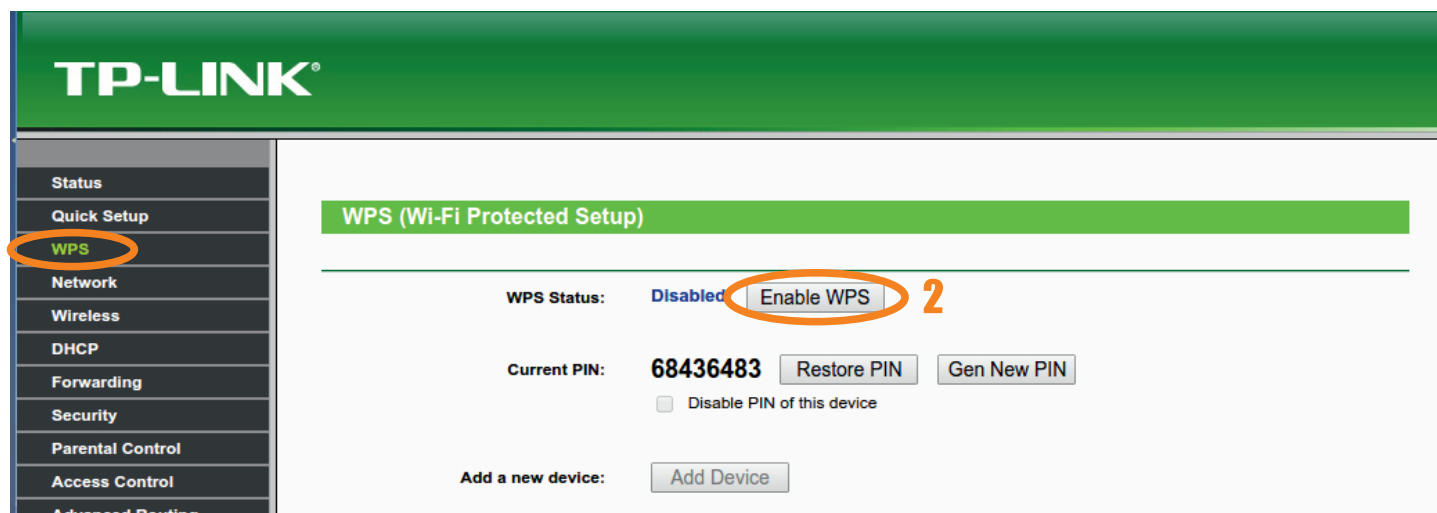 TP-LINK®
Status
Quick Setup
WPS
Network
Wireless
DHCP
Forwarding
Security
Parental Control
Access Control
Advanced Routing
WPS (Wi-Fi Protected Setup)
WPS Status: Disabled Enable WPS 2
Current PIN: 68436483 Restore PIN Gen New PIN
Disable PIN of this device
Add a new device: Add Device